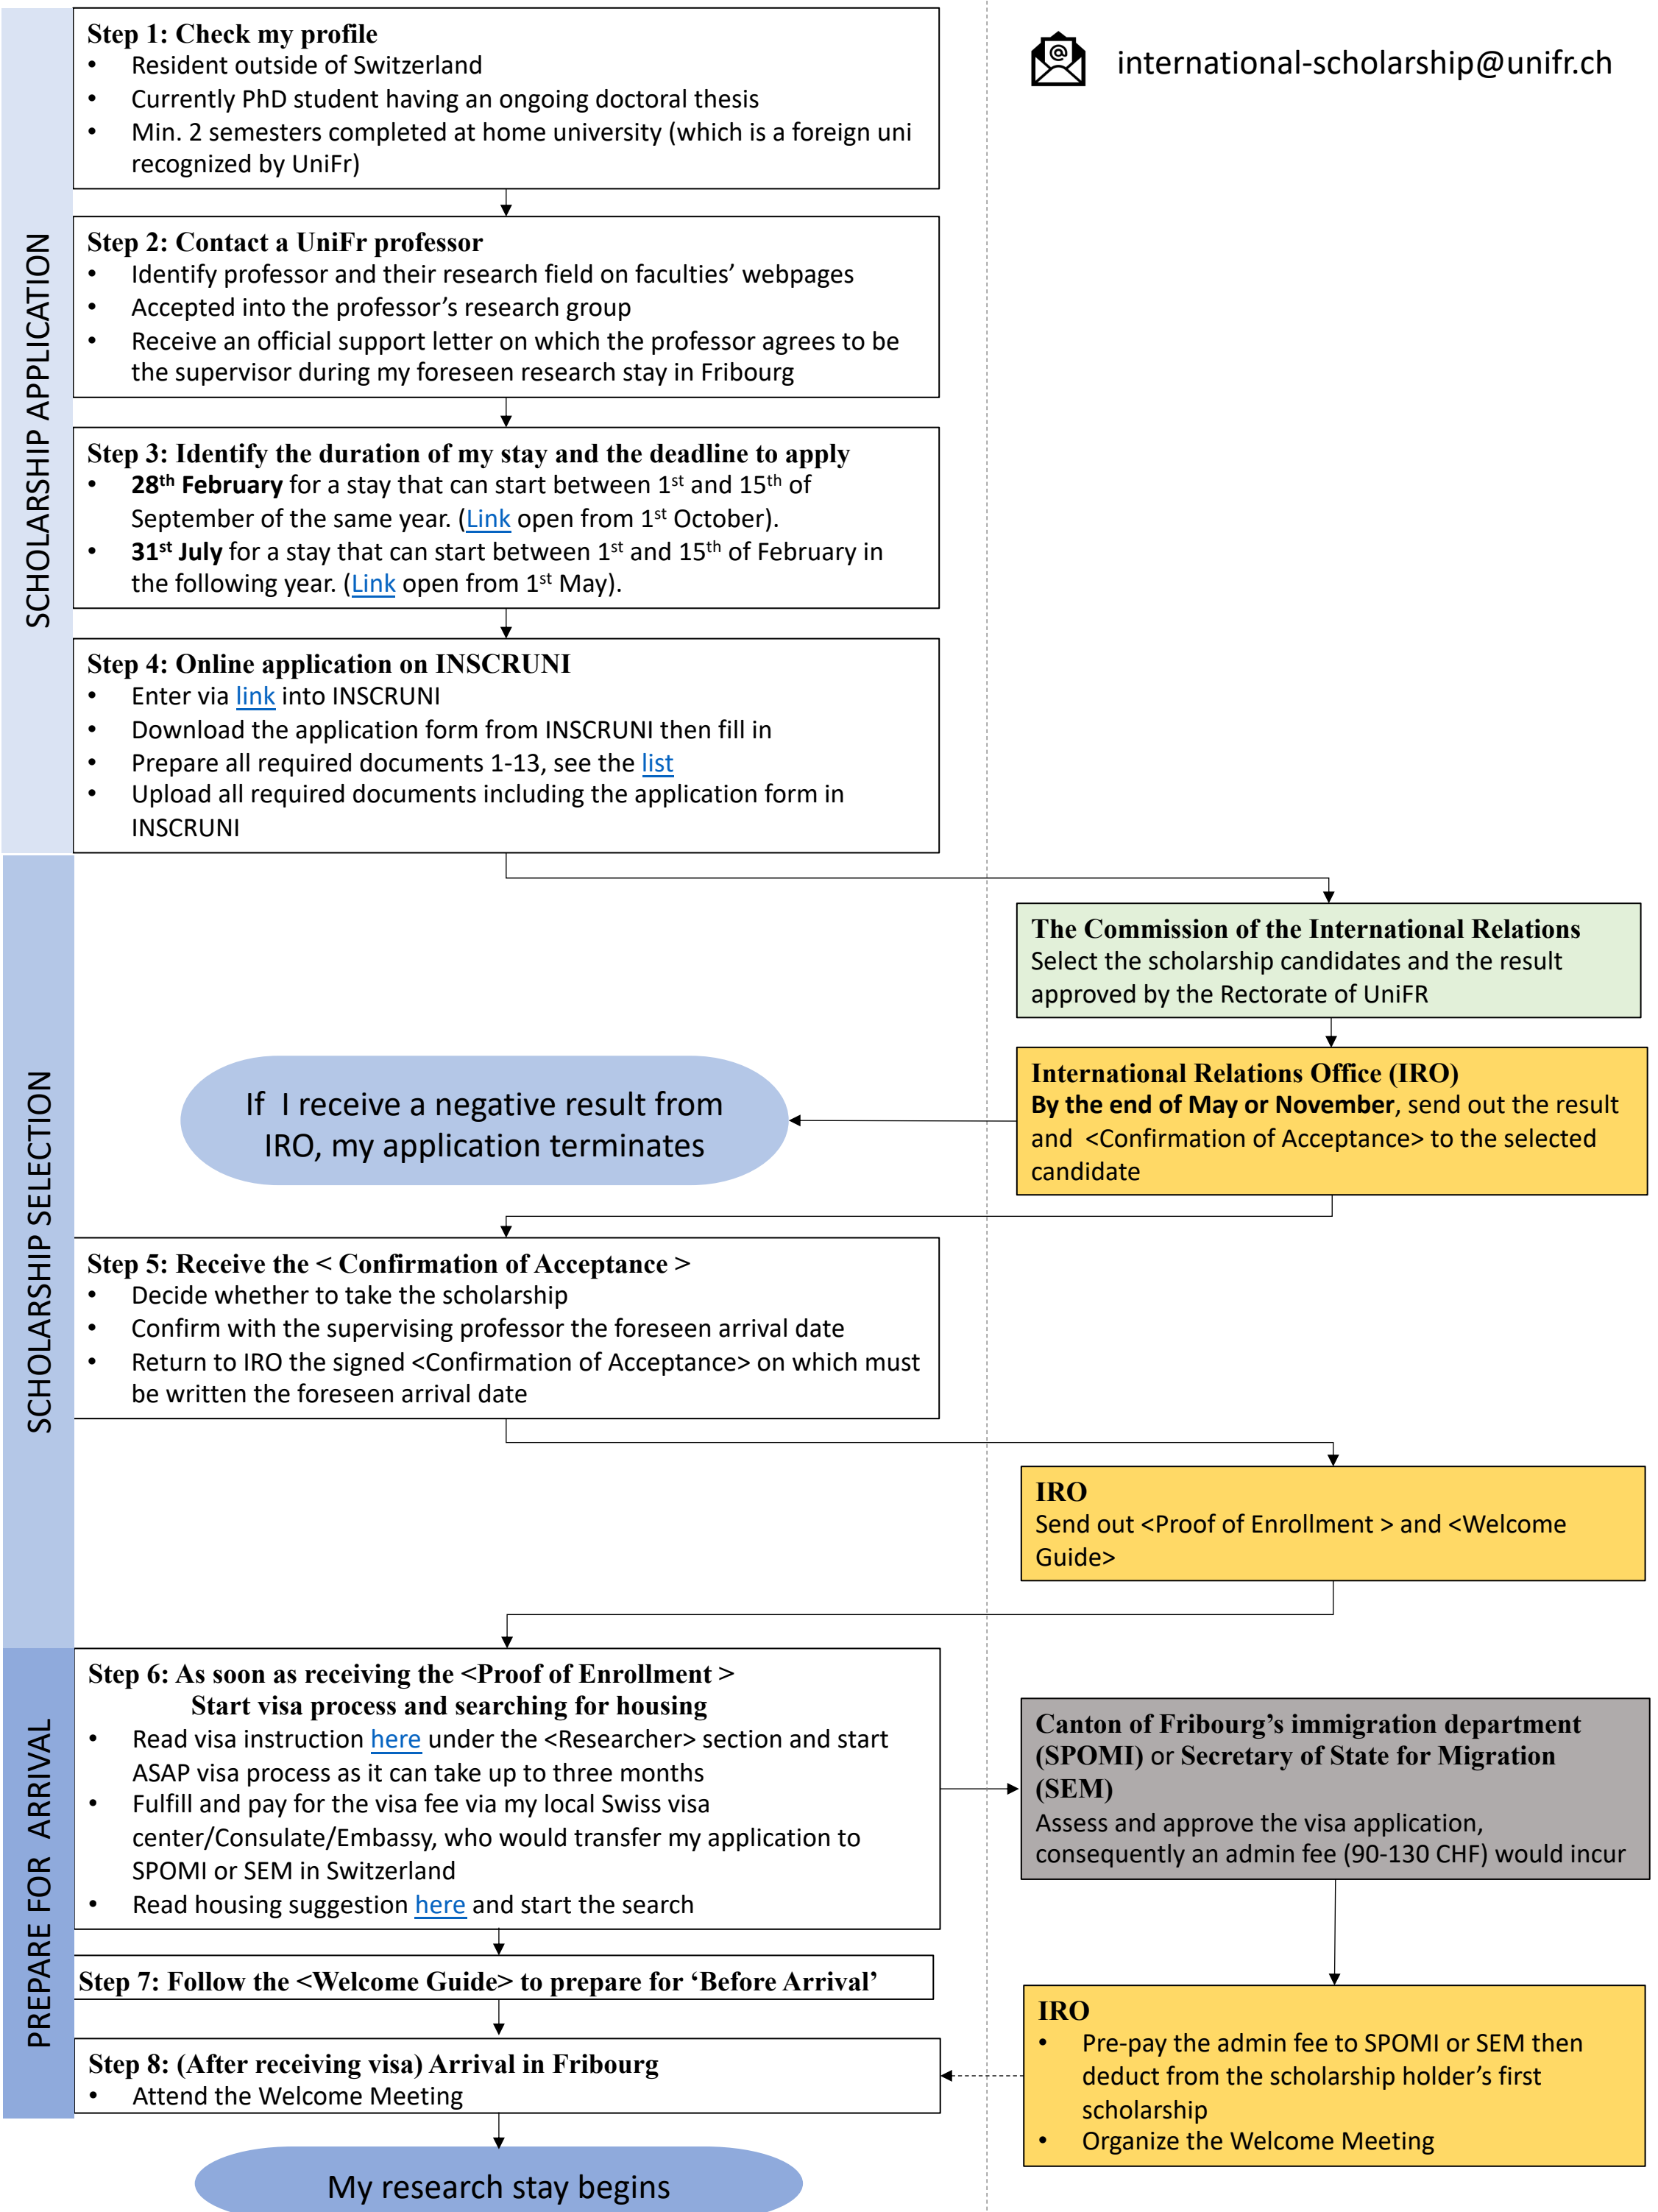 international-scholarship@unifr.ch
SCHOLARSHIP APPLICATION
Step 1: Check my profile
• Resident outside of Switzerland
• Currently PhD student having an ongoing doctoral thesis
• Min. 2 semesters completed at home university (which is a foreign uni
recognized by UniFr)
Step 2: Contact a UniFr professor
• Identify professor and their research field on faculties’ webpages
• Accepted into the professor’s research group
• Receive an official support letter on which the professor agrees to be
the supervisor during my foreseen research stay in Fribourg
Step 3: Identify the duration of my stay and the deadline to apply
• 28th February for a stay that can start between 1st and 15th of
September of the same year. (Link open from 1st October).
• 31st July for a stay that can start between 1st and 15th of February in
the following year. (Link open from 1st May).
Step 4: Online application on INSCRUNI
• Enter via link into INSCRUNI
• Download the application form from INSCRUNI then fill in
• Prepare all required documents 1-13, see the list
• Upload all required documents including the application form in
INSCRUNI
SCHOLARSHIP SELECTION
The Commission of the International Relations
Select the scholarship candidates and the result
approved by the Rectorate of UniFR
International Relations Office (IRO)
By the end of May or November, send out the result
and <Confirmation of Acceptance> to the selected
candidate
If I receive a negative result from
IRO, my application terminates
Step 5: Receive the < Confirmation of Acceptance >
• Decide whether to take the scholarship
• Confirm with the supervising professor the foreseen arrival date
• Return to IRO the signed <Confirmation of Acceptance> on which must
be written the foreseen arrival date
IRO
Send out <Proof of Enrollment > and <Welcome
Guide>
PREPARE FOR ARRIVAL
Step 6: As soon as receiving the <Proof of Enrollment >
Start visa process and searching for housing
• Read visa instruction here under the <Researcher> section and start
ASAP visa process as it can take up to three months
• Fulfill and pay for the visa fee via my local Swiss visa
center/Consulate/Embassy, who would transfer my application to
SPOMI or SEM in Switzerland
• Read housing suggestion here and start the search
Canton of Fribourg’s immigration department
(SPOMI) or Secretary of State for Migration
(SEM)
Assess and approve the visa application,
consequently an admin fee (90-130 CHF) would incur
Step 7: Follow the <Welcome Guide> to prepare for ‘Before Arrival’
IRO
• Pre-pay the admin fee to SPOMI or SEM then
deduct from the scholarship holder’s first
scholarship
• Organize the Welcome Meeting
Step 8: (After receiving visa) Arrival in Fribourg
• Attend the Welcome Meeting
My research stay begins